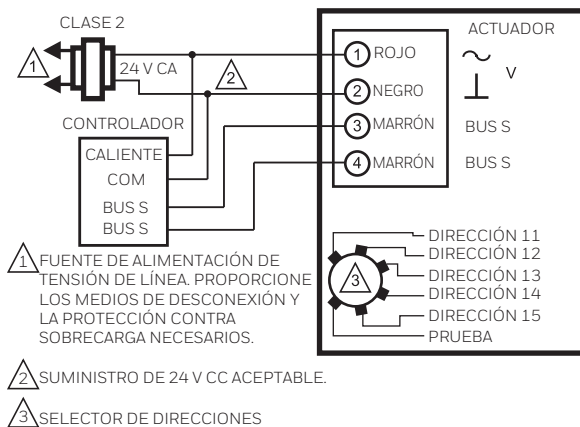 CLASE 2
1
24 V CA
2
CONTROLADOR
CALIENTE
COM
BUS S
BUS S
ACTUADOR
1 ROJO
2 NEGRO
V
3 MARRÓN BUS S
4 MARRÓN BUS S
3
DIRECCIÓN 11
DIRECCIÓN 12
DIRECCIÓN 13
DIRECCIÓN 14
DIRECCIÓN 15
PRUEBA
1 FUENTE DE ALIMENTACIÓN DE
TENSIÓN DE LÍNEA. PROPORCIONE
LOS MEDIOS DE DESCONEXIÓN Y
LA PROTECCIÓN CONTRA
SOBRECARGA NECESARIOS.
2 SUMINISTRO DE 24 V CC ACEPTABLE.
3 SELECTOR DE DIRECCIONES